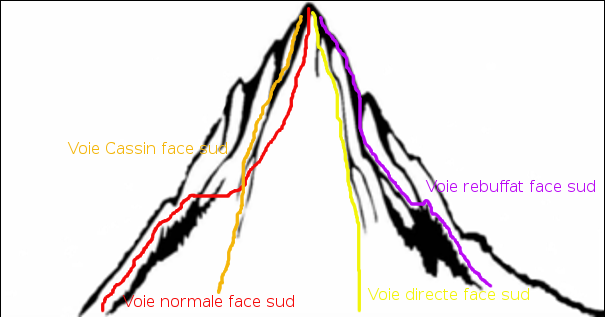 Voie Cassin face sud
Voie rebuffat face sud
Voie directe face sud
Voie normale face sud